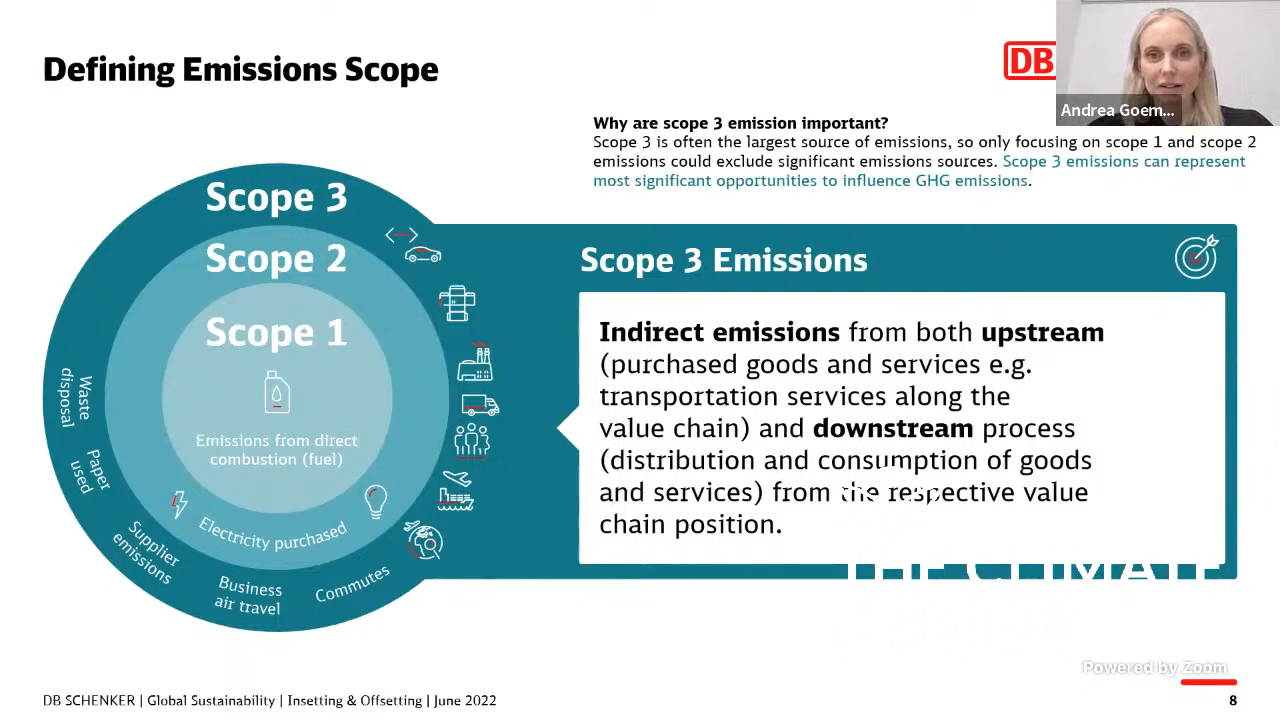 Defining Emissions Scope
DB
Andrea Goem...
Why are scope 3 emission important?
Scope 3 is often the largest source of emissions, so only focusing on scope 1 and scope 2
emissions could exclude significant emissions sources. Scope 3 emissions can represent
most significant opportunities to influence GHG emissions.
Scope 3
Scope 2
Scope 1
Emissions from direct
combustion (fuel)
Electricity purchased
Waste
disposal
Paper
used
Supplier
emissions
Business
air travel
Commutes
Scope 3 Emissions
Indirect emissions from both upstream
(purchased goods and services e.g.
transportation services along the
value chain) and downstream process
(distribution and consumption of goods
and services) from the respective value
chain position.
THE CLIMATE
Powered by Zoom
DB SCHENKER | Global Sustainability | Insetting & Offsetting | June 2022
8